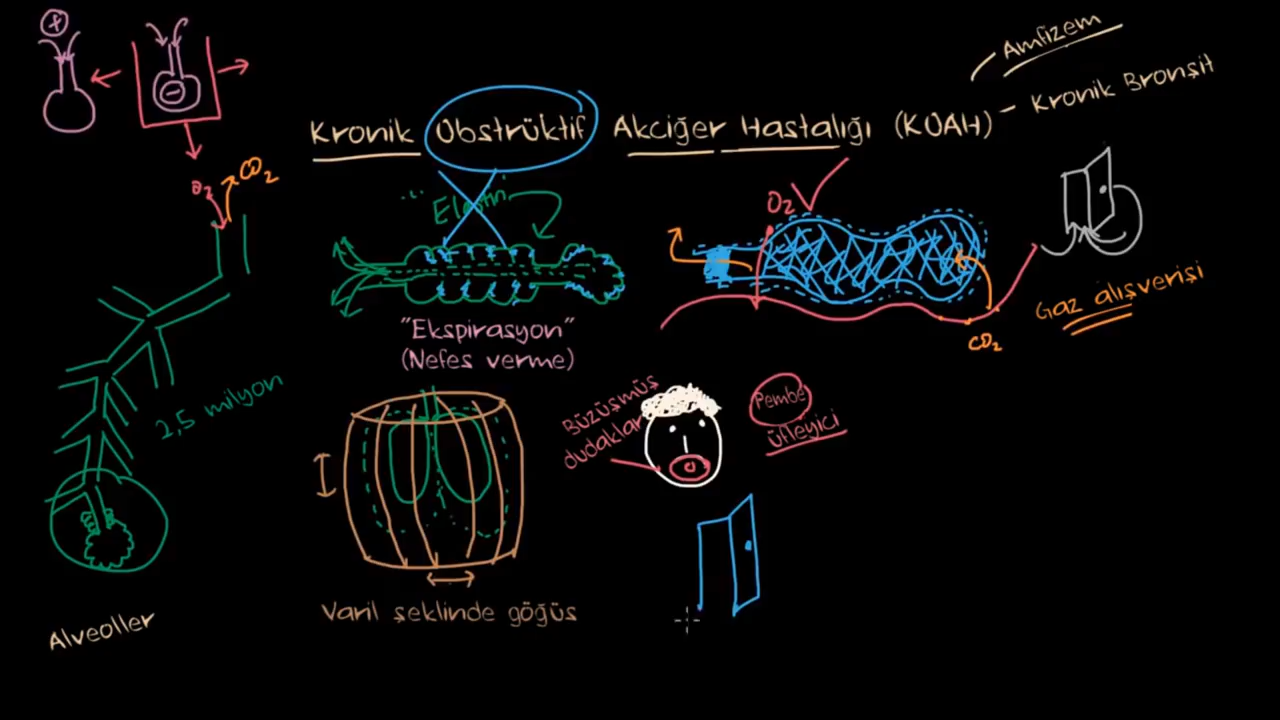 Amfizem
Kronik Bronşit
Kronik Obstrüktif Akciğer Hastalığı (KOAH)
O₂
CO₂
Elastin
O₂
Gaz alışverişi
CO₂
"Ekspirasyon"
(Nefes verme)
2,5 milyon
Büzüşmüş
dudaklar
Pembe
üfleyici
Varil şeklinde göğüs
Alveoller